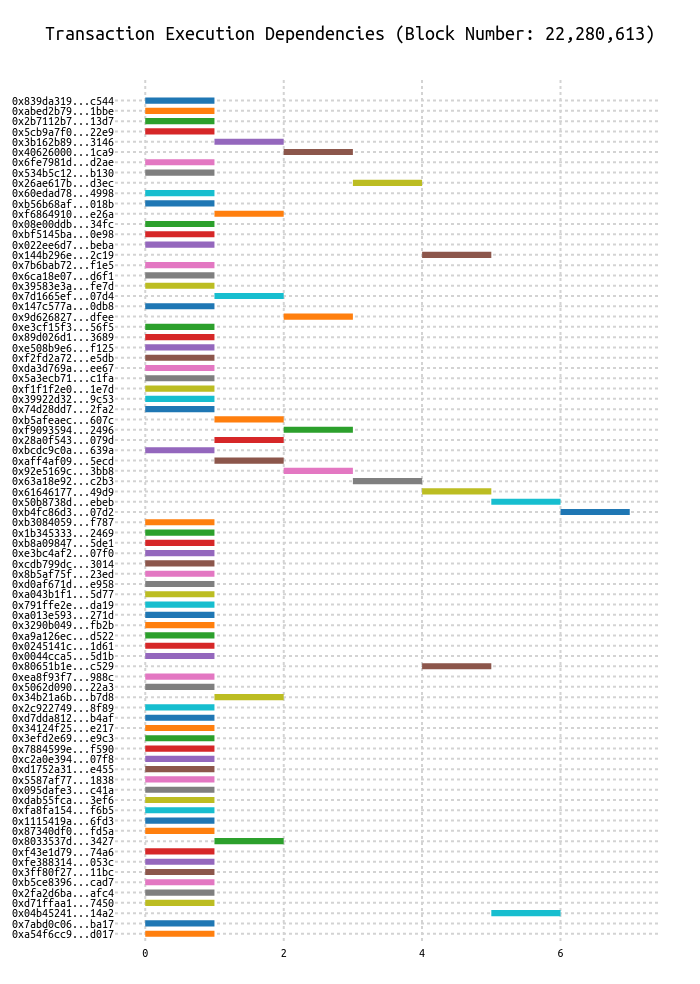 Transaction Execution Dependencies (Block Number: 22,280,613)
0x839da319...c544
0xabed2b79...1bbe
0x2b7112b7...13d7
0x5cb9a7f0...22e9
0x3b162b89...3146
0x40626000...1ca9
0x6fe7981d...d2ae
0x534b5c12...b130
0x26ae617b...d3ec
0x60edad78...4998
0xb56b68af...018b
0xf6864910...e26a
0x08e00ddb...34fc
0xbf5145ba...0e98
0x022ee6d7...beba
0x144b296e...2c19
0x7b6bab72...f1e5
0x6ca18e07...d6f1
0x39583e3a...fe7d
0x7d1665ef...07d4
0x147c577a...0db8
0x9d626827...dfee
0xe3cf15f3...56f5
0x89d026d1...3689
0xe508b9e6...f125
0xf2fd2a72...e5db
0xda3d769a...ee67
0x5a3ecb71...c1fa
0xf1f1f2e0...1e7d
0x39922d32...9c53
0x74d28dd7...2fa2
0xb5afeaec...607c
0xf9093594...2496
0x28a0f543...079d
0xbcdc9c0a...639a
0xaff4af09...5ecd
0x92e5169c...3bb8
0x63a18e92...c2b3
0x61646177...49d9
0x50b8738d...ebeb
0xb4fc86d3...07d2
0xb3084059...f787
0x1b345333...2469
0xb8a09847...5de1
0xe3bc4af2...07f0
0xcdb799dc...3014
0x8b5af75f...23ed
0xd0af671d...e958
0xa043b1f1...5d77
0x791ffe2e...da19
0xa013e593...271d
0x3290b049...fb2b
0xa9a126ec...d522
0x0245141c...1d61
0x0044cca5...5d1b
0x80651b1e...c529
0xea8f93f7...988c
0x5062d090...22a3
0x34b21a6b...b7d8
0x2c922749...8f89
0xd7dda812...b4af
0x34124f25...e217
0x3efd2e69...e9c3
0x7884599e...f590
0xc2a0e394...07f8
0xd1752a31...e455
0x5587af77...1838
0x095dafe3...c41a
0xdab55fca...3ef6
0xfa8fa154...f6b5
0x1115419a...6fd3
0x87340df0...fd5a
0x8033537d...3427
0xf43e1d79...74a6
0xfe388314...053c
0x3ff80f27...11bc
0xb5ce8396...cad7
0x2fa2d6ba...afc4
0xd71ffaa1...7450
0x04b45241...14a2
0x7abd0c06...ba17
0xa54f6cc9...d017
0 2 4 6